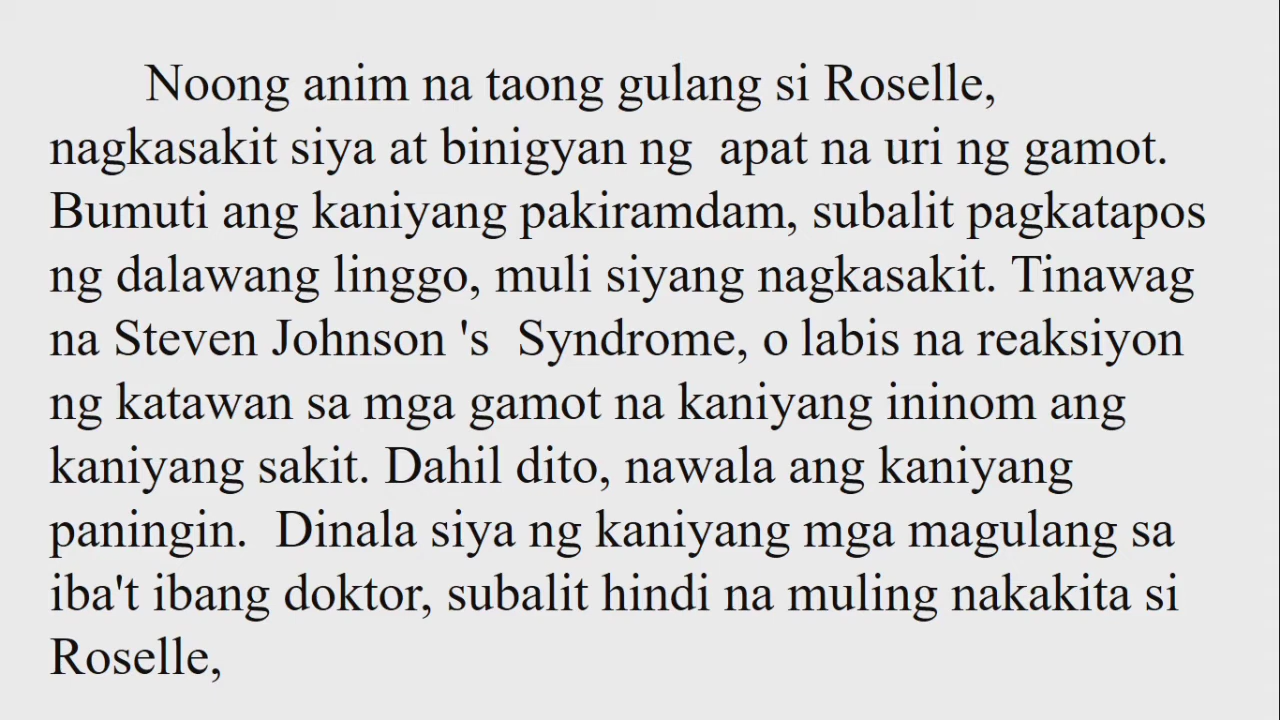 Noong anim na taong gulang si Roselle,
nagkasakit siya at binigyan ng  apat na uri ng gamot.
Bumuti ang kaniyang pakiramdam, subalit pagkatapos
ng dalawang linggo, muli siyang nagkasakit. Tinawag
na Steven Johnson 's  Syndrome, o labis na reaksiyon
ng katawan sa mga gamot na kaniyang ininom ang
kaniyang sakit. Dahil dito, nawala ang kaniyang
paningin.  Dinala siya ng kaniyang mga magulang sa
iba't ibang doktor, subalit hindi na muling nakakita si
Roselle,